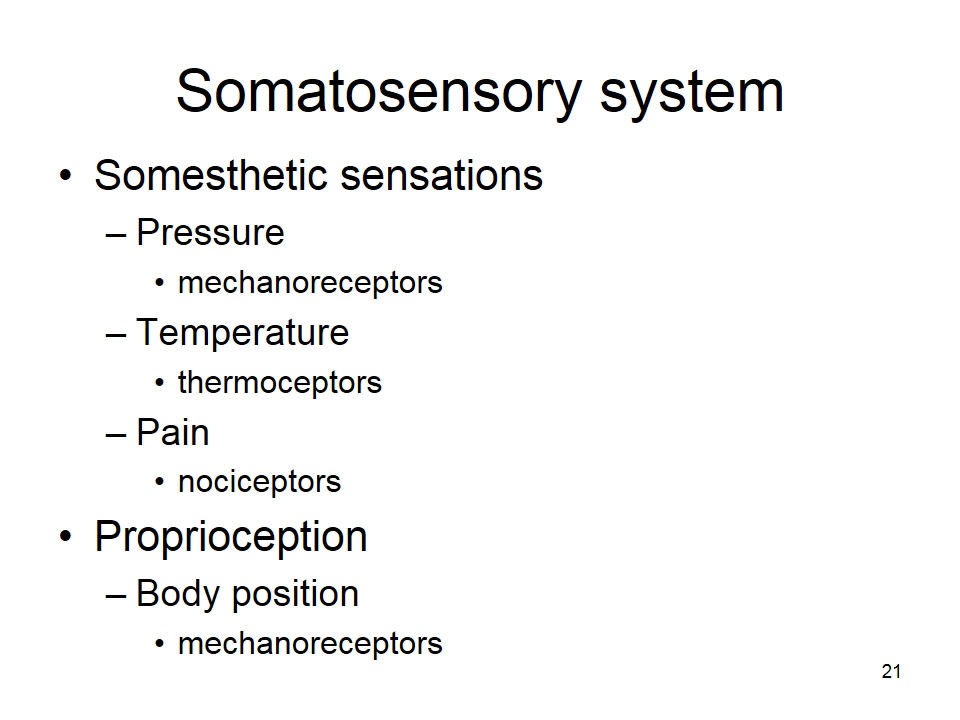 Somatosensory system
• Somesthetic sensations
– Pressure
• mechanoreceptors
– Temperature
• thermoceptors
– Pain
• nociceptors
• Proprioception
– Body position
• mechanoreceptors
21